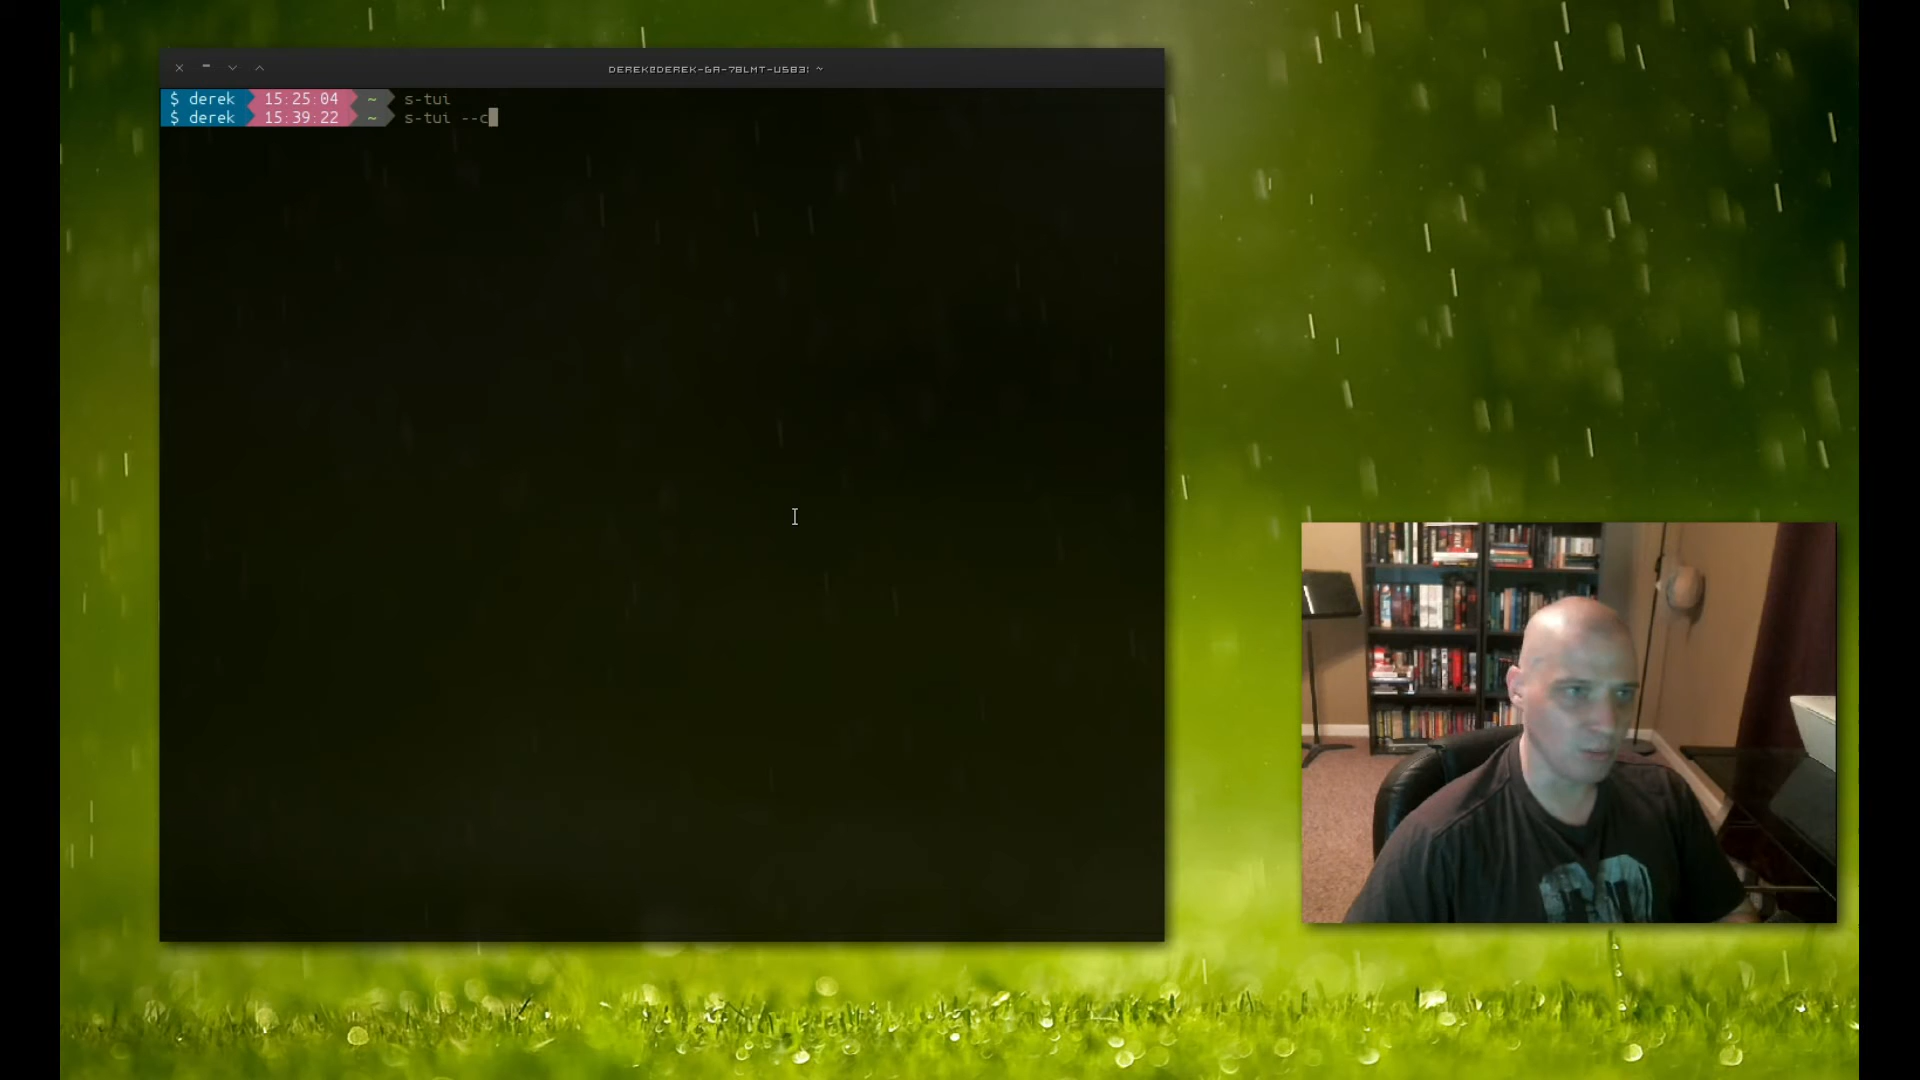 DEREK@DEREK-GA-78LMT-USB3: ~
$ derek 15:25:04 ~ s-tui
$ derek 15:39:22 ~ s-tui --c